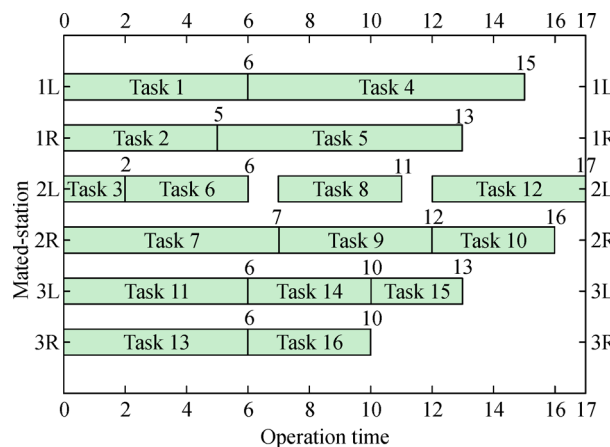 0 2 4 6 8 10 12 14 16 17
6 15
1L Task 1 Task 4 1L
5 13
1R Task 2 Task 5 1R
2 6 11 17
2L Task 3 Task 6 Task 8 Task 12 2L
7 12 16
2R Task 7 Task 9 Task 10 2R
6 10 13
3L Task 11 Task 14 Task 15 3L
6 10
3R Task 13 Task 16 3R
0 2 4 6 8 10 12 14 16 17
Operation time
Mated-station